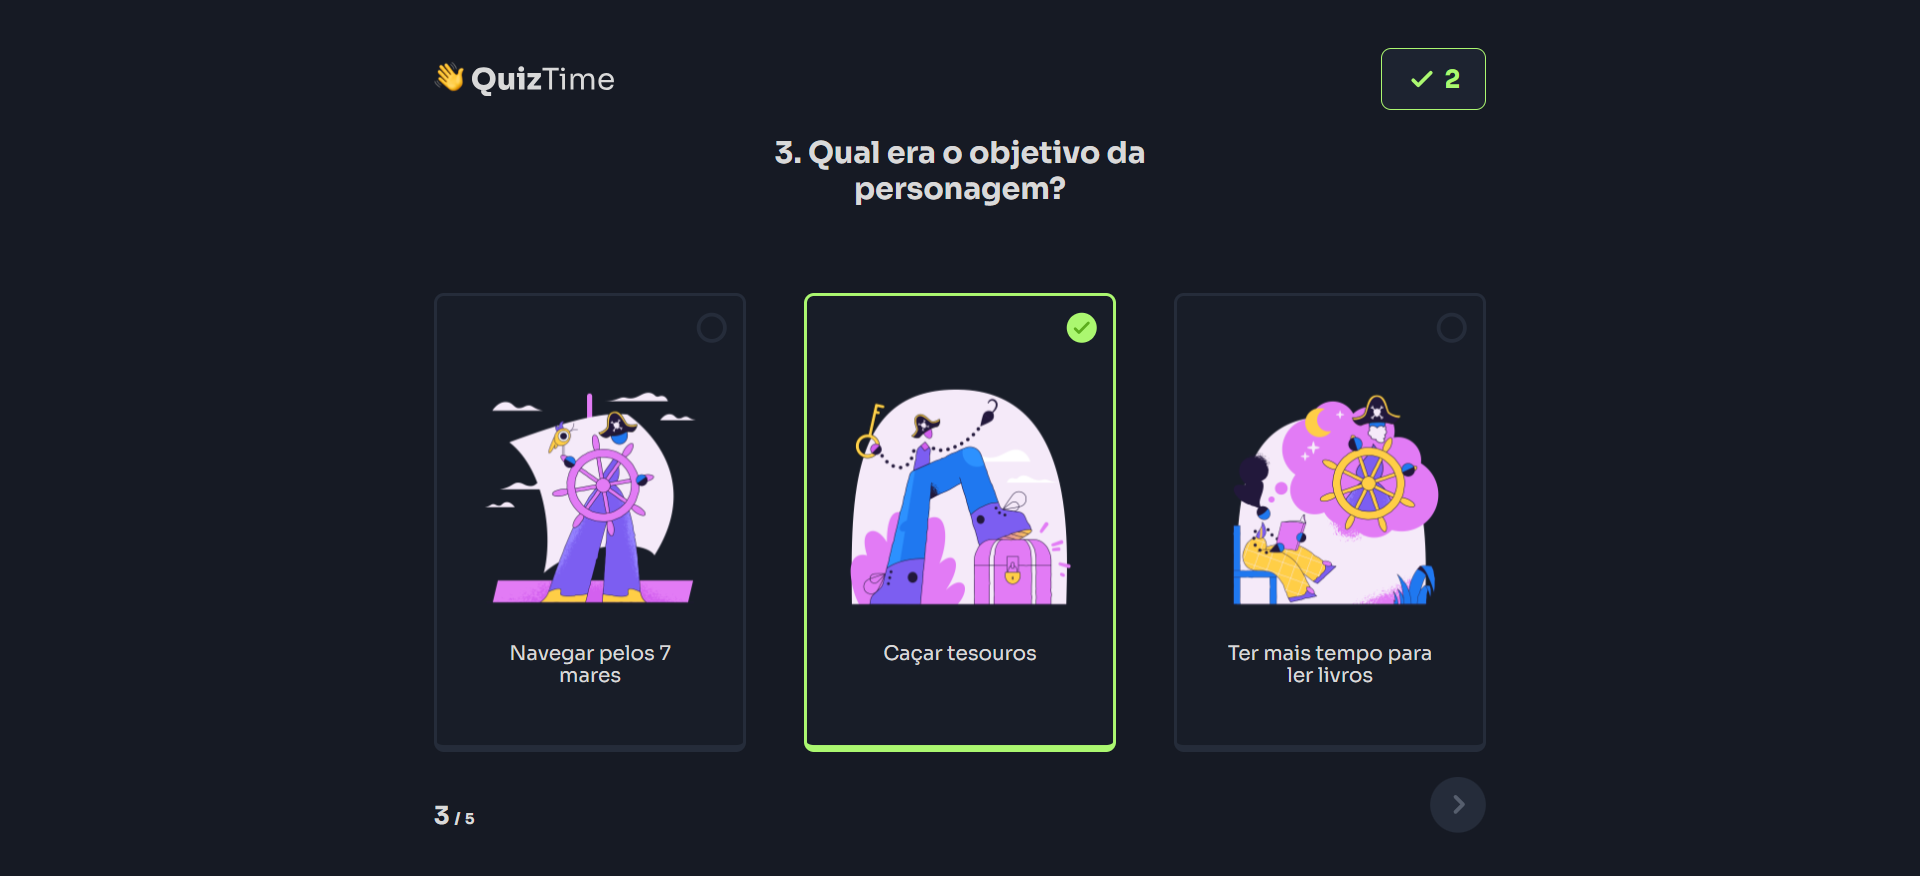 QuizTime
2
3. Qual era o objetivo da
personagem?
Navegar pelos 7
mares
Caçar tesouros
Ter mais tempo para
ler livros
3 / 5